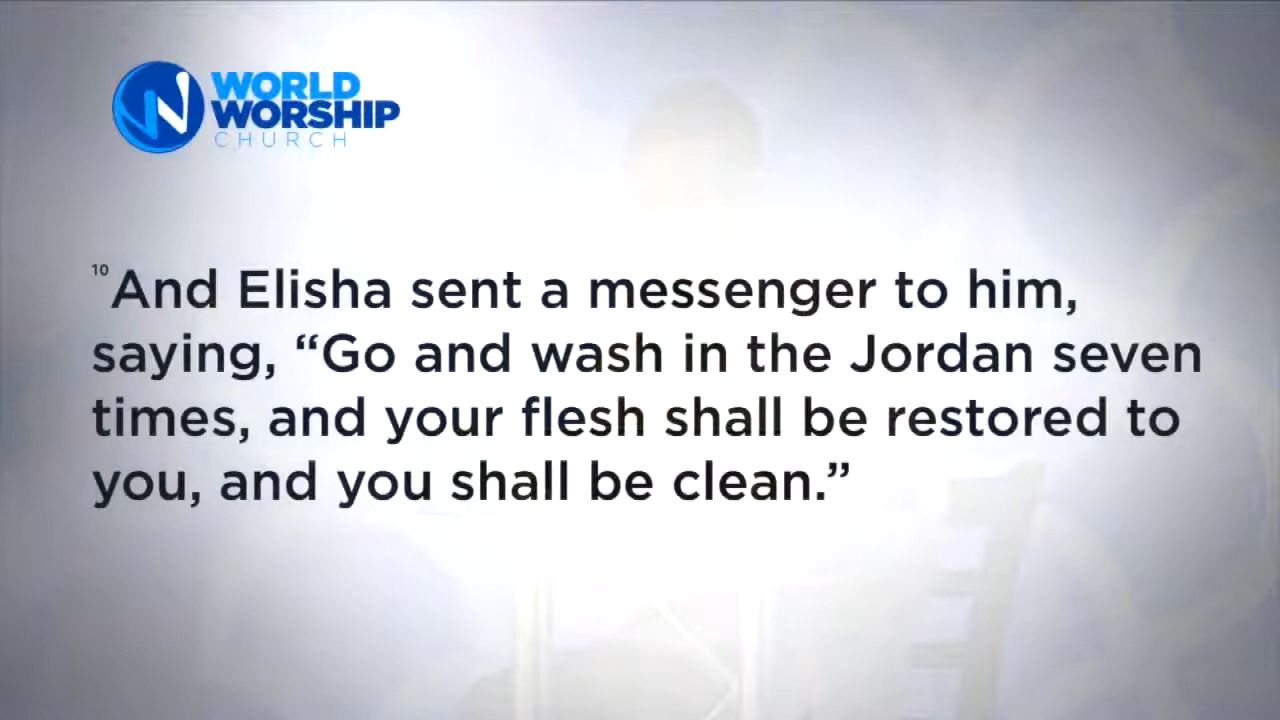 WORLD
WORSHIP
CHURCH
10 And Elisha sent a messenger to him,
saying, “Go and wash in the Jordan seven
times, and your flesh shall be restored to
you, and you shall be clean.”